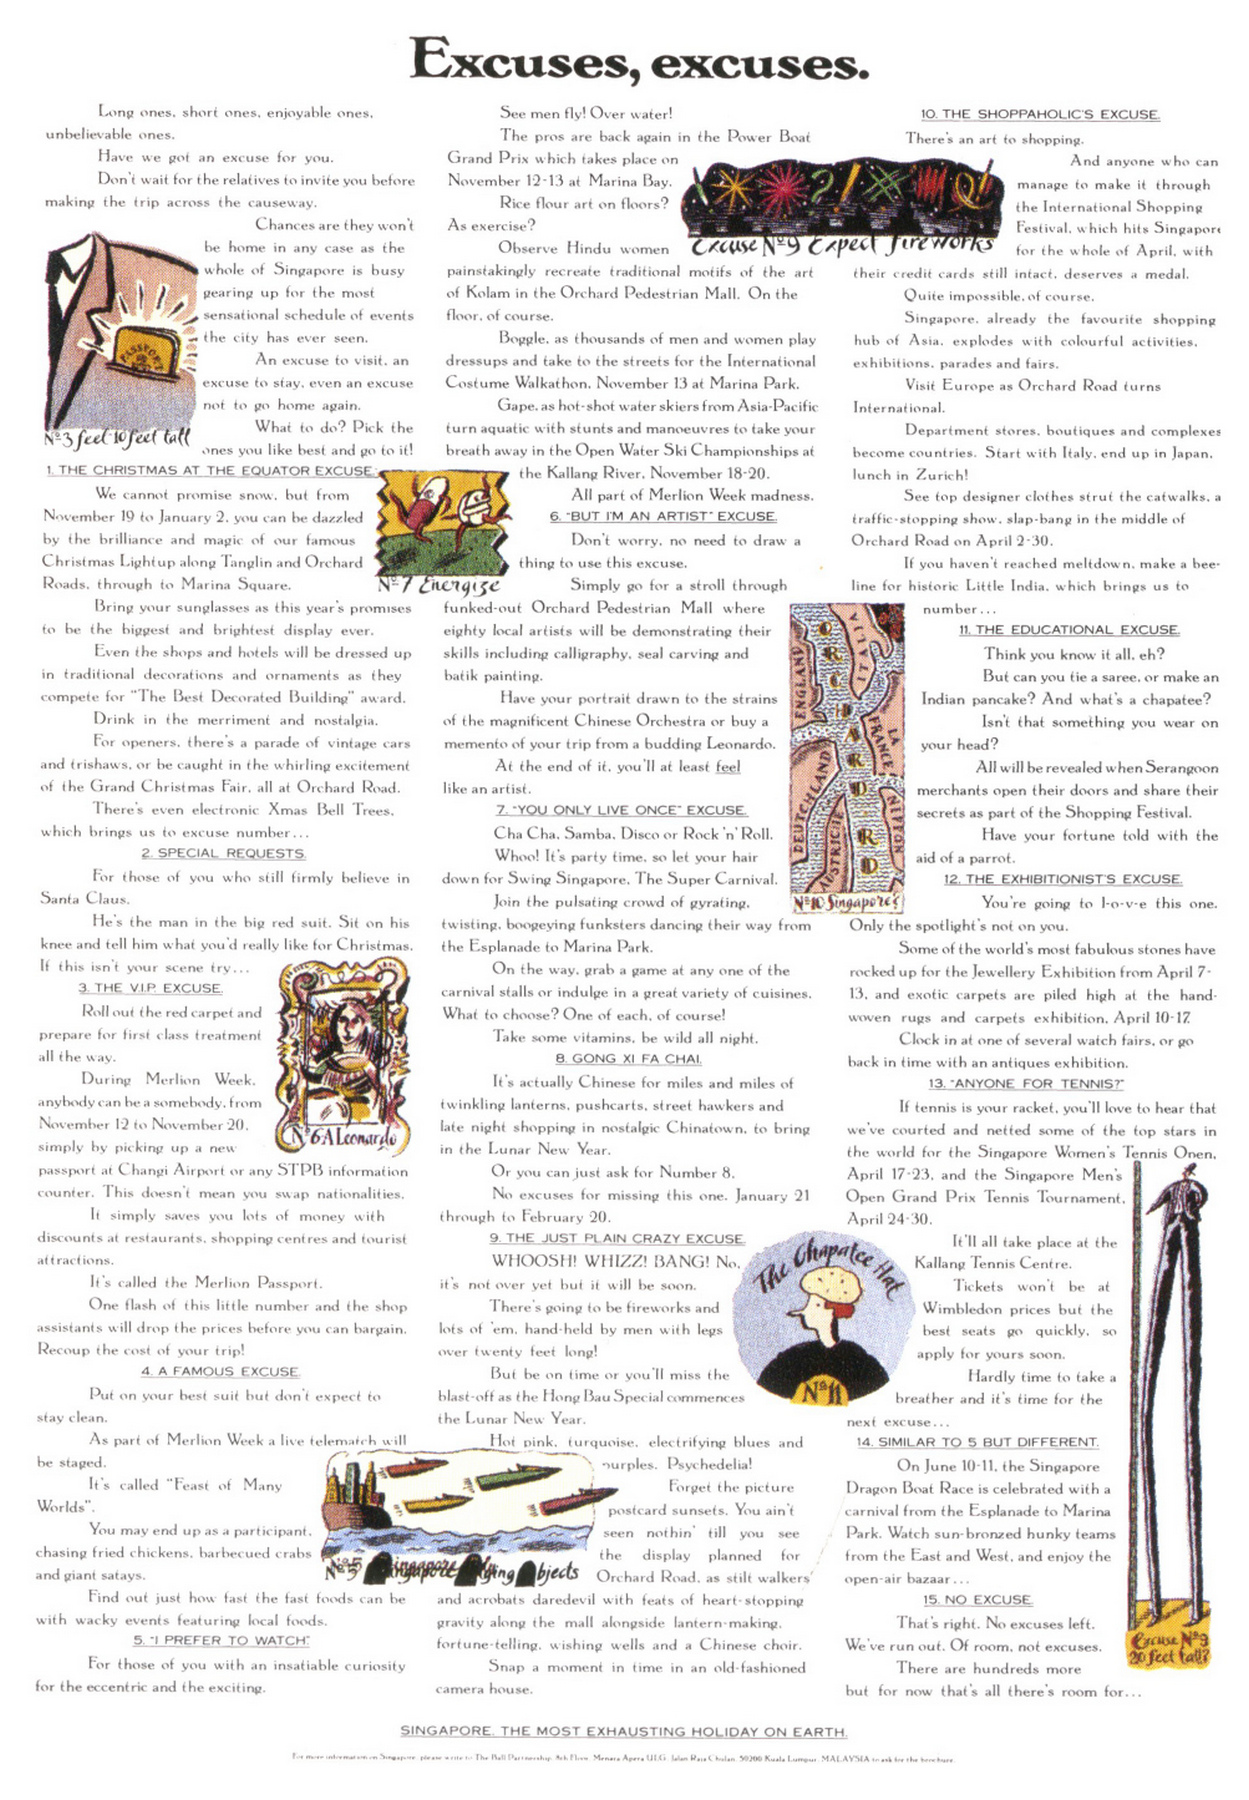 Excuses, excuses.
Long ones, short ones, enjoyable ones,
unbelievable ones.
Have we got an excuse for you.
Don't wait for the relatives to invite you before
making the trip across the causeway.
Chances are they won't
be home in any case as the
whole of Singapore is busy
gearing up for the most
sensational schedule of events
the city has ever seen.
An excuse to visit, an
excuse to stay, even an excuse
not to go home again.
What to do? Pick the
ones you like best and go to it!
PASSPORT
Nº3 feel 10 feet tall
1. THE CHRISTMAS AT THE EQUATOR EXCUSE.
We cannot promise snow, but from
November 19 to January 2, you can be dazzled
by the brilliance and magic of our famous
Christmas Lightup along Tanglin and Orchard
Roads, through to Marina Square.
Bring your sunglasses as this year's promises
to be the biggest and brightest display ever.
Even the shops and hotels will be dressed up
in traditional decorations and ornaments as they
compete for "The Best Decorated Building" award.
Drink in the merriment and nostalgia.
For openers, there's a parade of vintage cars
and trishaws, or be caught in the whirling excitement
of the Grand Christmas Fair, all at Orchard Road.
There's even electronic Xmas Bell Trees,
which brings us to excuse number...
2. SPECIAL REQUESTS.
For those of you who still firmly believe in
Santa Claus.
He's the man in the big red suit. Sit on his
knee and tell him what you'd really like for Christmas.
If this isn't your scene try...
3. THE V.I.P. EXCUSE.
Roll out the red carpet and
prepare for first class treatment
all the way.
During Merlion Week,
anybody can be a somebody, from
November 12 to November 20,
simply by picking up a new
passport at Changi Airport or any STPB information
counter. This doesn't mean you swap nationalities.
It simply saves you lots of money with
discounts at restaurants, shopping centres and tourist
attractions.
It's called the Merlion Passport.
One flash of this little number and the shop
assistants will drop the prices before you can bargain.
Recoup the cost of your trip!
4. A FAMOUS EXCUSE.
Put on your best suit but don't expect to
stay clean.
As part of Merlion Week a live telematch will
be staged.
It's called "Feast of Many
Worlds".
You may end up as a participant,
chasing fried chickens, barbecued crabs
and giant satays.
Find out just how fast the fast foods can be
with wacky events featuring local foods.
5. "I PREFER TO WATCH"
For those of you with an insatiable curiosity
for the eccentric and the exciting.
See men fly! Over water!
The pros are back again in the Power Boat
Grand Prix which takes place on
November 12-13 at Marina Bay.
Rice flour art on floors?
As exercise?
Observe Hindu women
painstakingly recreate traditional motifs of the art
of Kolam in the Orchard Pedestrian Mall. On the
floor, of course.
Boggle, as thousands of men and women play
dressups and take to the streets for the International
Costume Walkathon, November 13 at Marina Park.
Gape, as hot-shot water skiers from Asia-Pacific
turn aquatic with stunts and manoeuvres to take your
breath away in the Open Water Ski Championships at
the Kallang River, November 18-20.
All part of Merlion Week madness.
Nº7 Energize
6. "BUT I'M AN ARTIST" EXCUSE.
Don't worry, no need to draw a
thing to use this excuse.
Simply go for a stroll through
funked-out Orchard Pedestrian Mall where
eighty local artists will be demonstrating their
skills including calligraphy, seal carving and
batik painting.
Have your portrait drawn to the strains
of the magnificent Chinese Orchestra or buy a
memento of your trip from a budding Leonardo.
At the end of it, you'll at least feel
like an artist.
Nº6 A Leonardo
7. "YOU ONLY LIVE ONCE" EXCUSE.
Cha Cha, Samba, Disco or Rock 'n' Roll.
Whoo! It's party time, so let your hair
down for Swing Singapore, The Super Carnival.
Join the pulsating crowd of gyrating,
twisting, boogeying funksters dancing their way from
the Esplanade to Marina Park.
On the way, grab a game at any one of the
carnival stalls or indulge in a great variety of cuisines.
What to choose? One of each, of course!
Take some vitamins, be wild all night.
8. GONG XI FA CHAI.
It's actually Chinese for miles and miles of
twinkling lanterns, pushcarts, street hawkers and
late night shopping in nostalgic Chinatown, to bring
in the Lunar New Year.
Or you can just ask for Number 8.
No excuses for missing this one. January 21
through to February 20.
9. THE JUST PLAIN CRAZY EXCUSE.
WHOOSH! WHIZZ! BANG! No,
it's not over yet but it will be soon.
There's going to be fireworks and
lots of 'em, hand-held by men with legs
over twenty feet long!
But be on time or you'll miss the
blast-off as the Hong Bau Special commences
the Lunar New Year.
Hot pink, turquoise, electrifying blues and
purples. Psychedelia!
Forget the picture
postcard sunsets. You ain't
seen nothin' till you see
the display planned for
Orchard Road, as stilt walkers
and acrobats daredevil with feats of heart-stopping
gravity along the mall alongside lantern-making,
fortune-telling, wishing wells and a Chinese choir.
Snap a moment in time in an old-fashioned
camera house.
Nº5 Singapore Flying Objects
Excuse Nº9 Expect fireworks
10. THE SHOPPAHOLIC'S EXCUSE.
There's an art to shopping.
And anyone who can
manage to make it through
the International Shopping
Festival, which hits Singapore
for the whole of April, with
their credit cards still intact, deserves a medal.
Quite impossible, of course.
Singapore, already the favourite shopping
hub of Asia, explodes with colourful activities,
exhibitions, parades and fairs.
Visit Europe as Orchard Road turns
International.
Department stores, boutiques and complexes
become countries. Start with Italy, end up in Japan,
lunch in Zurich!
See top designer clothes strut the catwalks, a
traffic-stopping show, slap-bang in the middle of
Orchard Road on April 2-30.
If you haven't reached meltdown, make a bee-
line for historic Little India, which brings us to
number...
ENGLAND
ITALIA
ORCHARD RD
LA FRANCE
DEUTCHLAND
AUSTRICHE
NIPPON
Nº10 Singapore?
11. THE EDUCATIONAL EXCUSE.
Think you know it all, eh?
But can you tie a saree, or make an
Indian pancake? And what's a chapatee?
Isn't that something you wear on
your head?
All will be revealed when Serangoon
merchants open their doors and share their
secrets as part of the Shopping Festival.
Have your fortune told with the
aid of a parrot.
12. THE EXHIBITIONIST'S EXCUSE.
You're going to l-o-v-e this one.
Only the spotlight's not on you.
Some of the world's most fabulous stones have
rocked up for the Jewellery Exhibition from April 7-
13, and exotic carpets are piled high at the hand-
woven rugs and carpets exhibition, April 10-17.
Clock in at one of several watch fairs, or go
back in time with an antiques exhibition.
13. "ANYONE FOR TENNIS?"
If tennis is your racket, you'll love to hear that
we've courted and netted some of the top stars in
the world for the Singapore Women's Tennis Open,
April 17-23, and the Singapore Men's
Open Grand Prix Tennis Tournament,
April 24-30.
It'll all take place at the
Kallang Tennis Centre.
Tickets won't be at
Wimbledon prices but the
best seats go quickly, so
apply for yours soon.
Hardly time to take a
breather and it's time for the
next excuse...
The Chapatee Hat
Nº11
14. SIMILAR TO 5 BUT DIFFERENT.
On June 10-11, the Singapore
Dragon Boat Race is celebrated with a
carnival from the Esplanade to Marina
Park. Watch sun-bronzed hunky teams
from the East and West, and enjoy the
open-air bazaar...
15. NO EXCUSE.
That's right. No excuses left.
We've run out. Of room, not excuses.
There are hundreds more
but for now that's all there's room for...
Excuse Nº9
20 feet tall?
SINGAPORE. THE MOST EXHAUSTING HOLIDAY ON EARTH.
For more information on Singapore, please write to The Ball Partnership, 8th Floor, Menara Apera ULG, Jalan Raja Chulan, 50200 Kuala Lumpur, MALAYSIA to ask for the brochure.